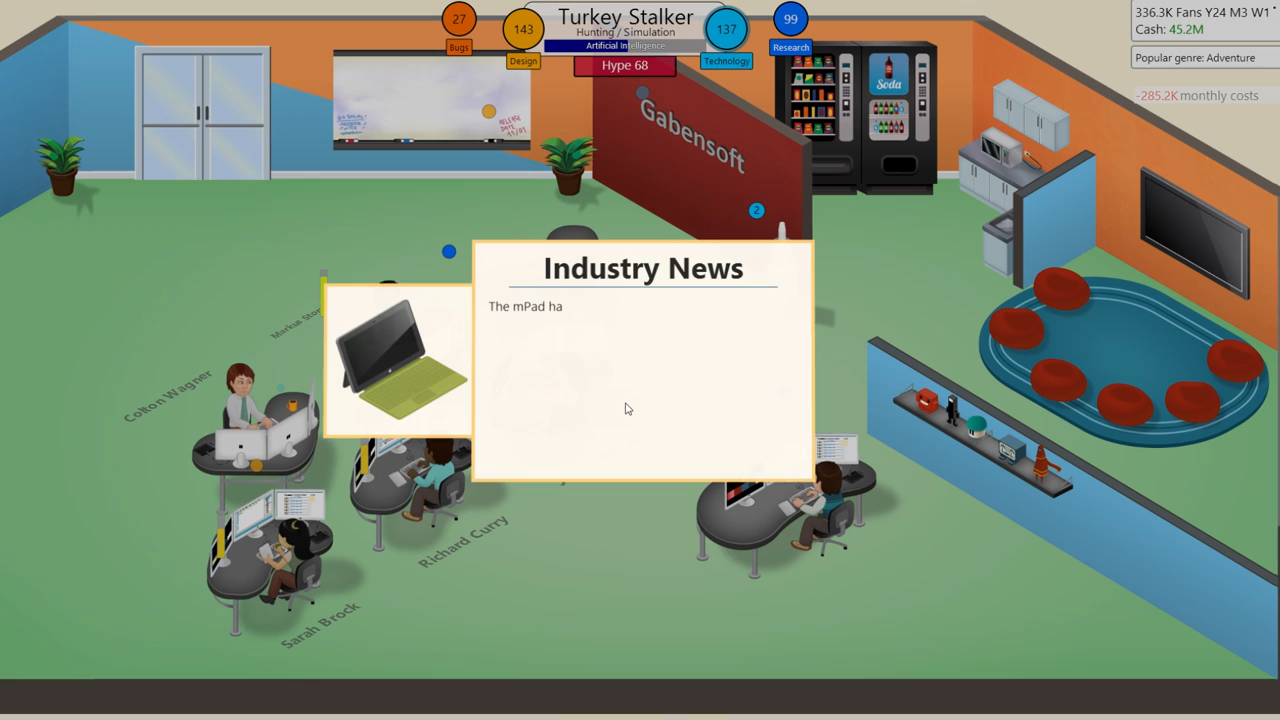 27
Bugs
143
Design
Turkey Stalker
Hunting / Simulation
Artificial Intelligence
Hype 68
137
Technology
99
Research
336.3K Fans Y24 M3 W1
Cash: 45.2M
Popular genre: Adventure
-285.2K monthly costs
RELEASE
DATE
Soda
Gabensoft
2
Industry News
The mPad ha
Colton Wagner
Richard Curry
Sarah Brock